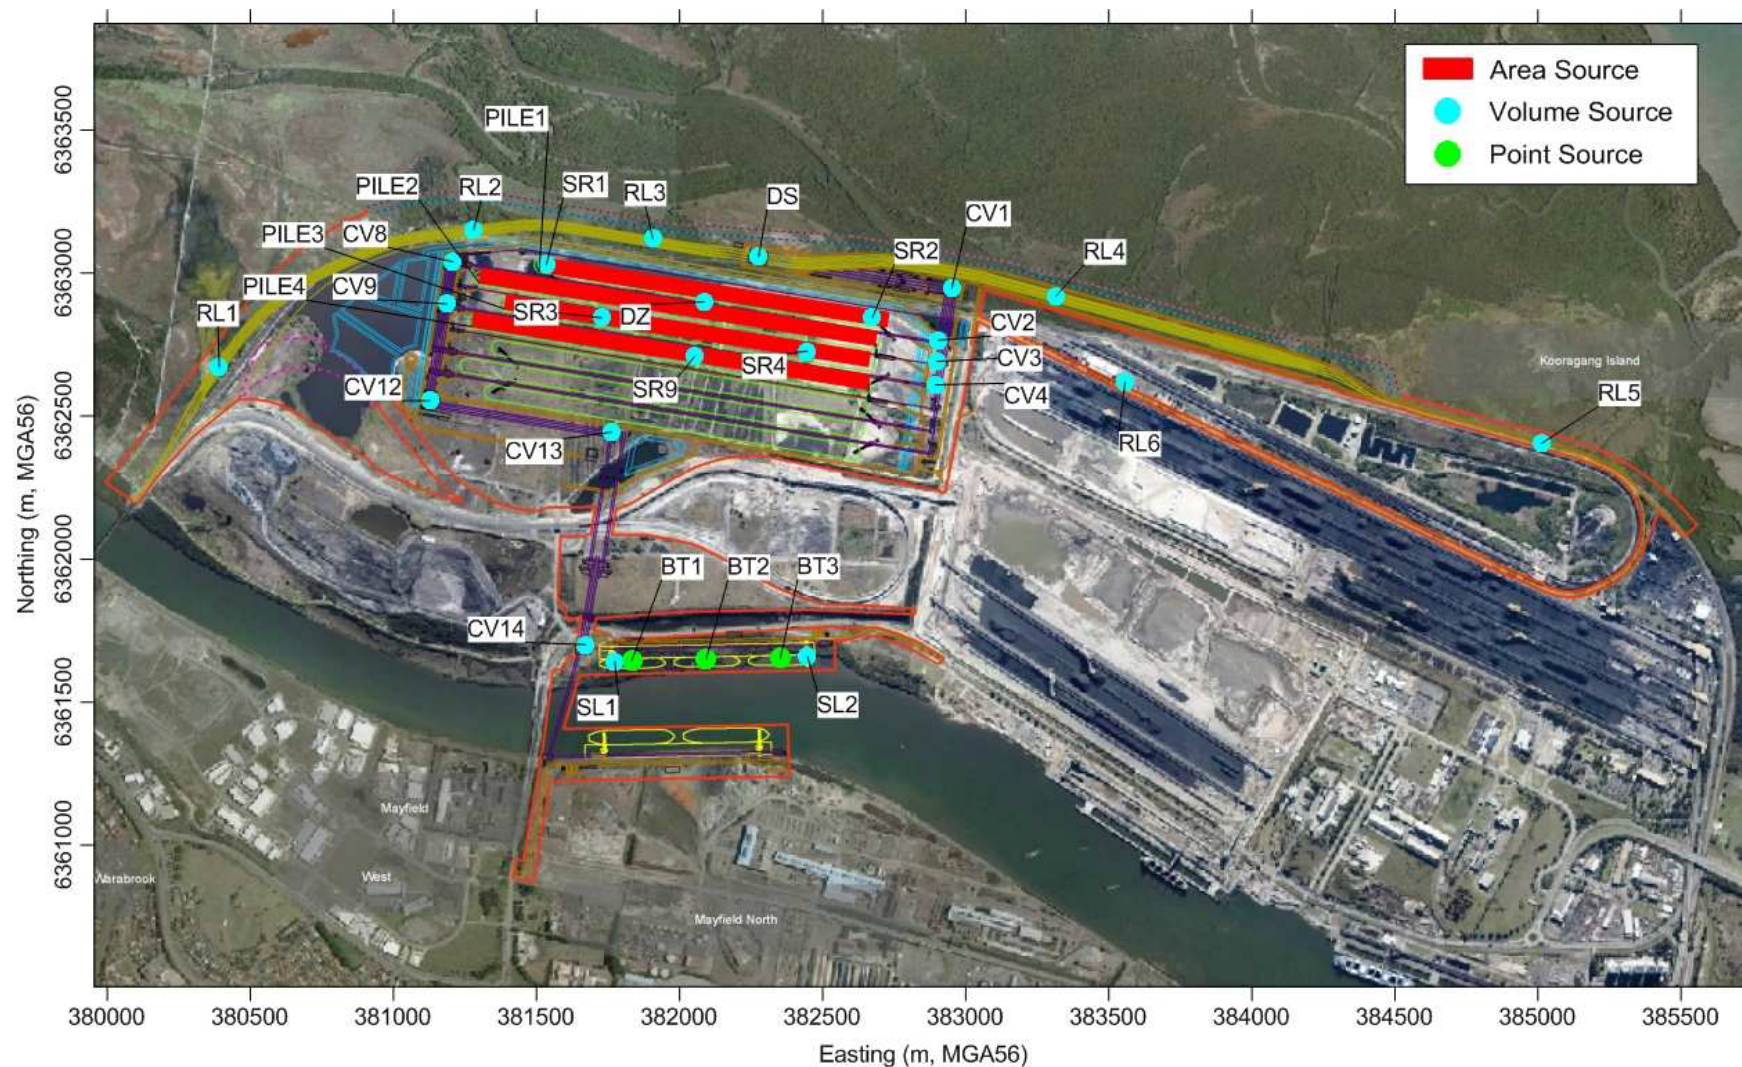 Area Source
Volume Source
Point Source
PILE1
PILE2
RL2
SR1
RL3
DS
CV1
PILE3
CV8
SR2
RL4
PILE4
CV9
SR3
DZ
RL1
CV2
CV3
SR4
SR9
CV4
CV12
Kooragang Island
RL5
CV13
RL6
BT1
BT2
BT3
CV14
SL1
SL2
Mayfield
West
Warabrook
Mayfield North
6363500
6363000
6362500
6362000
6361500
6361000
Northing (m, MGA56)
380000 380500 381000 381500 382000 382500 383000 383500 384000 384500 385000 385500
Easting (m, MGA56)